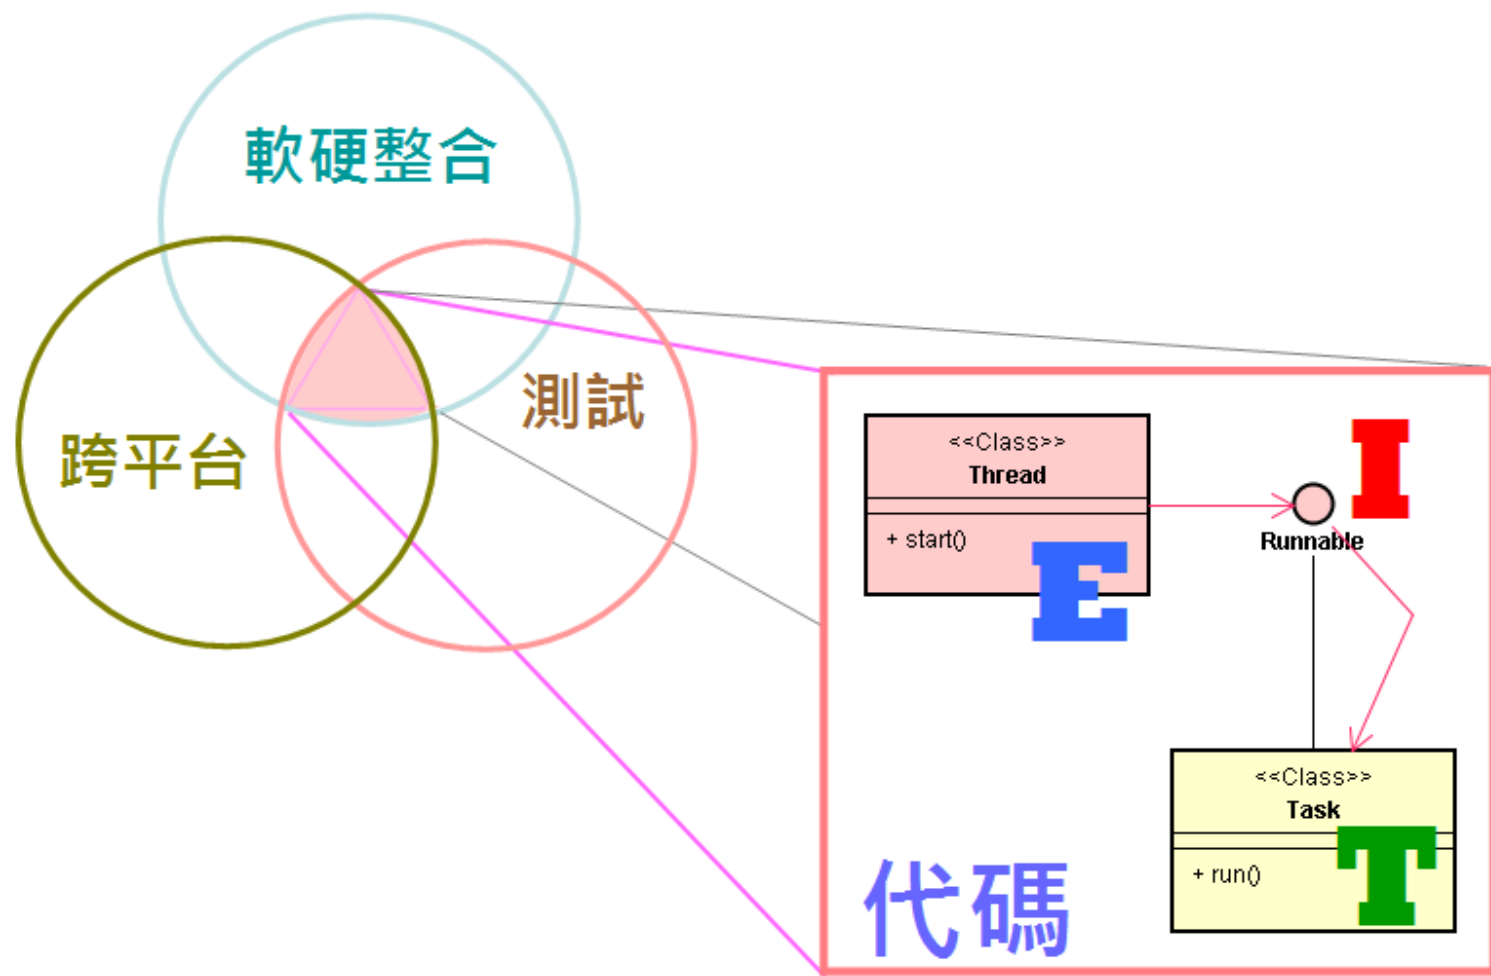 軟硬整合
測試
跨平台
<<Class>>
Thread
+ start()
E
I
Runnable
<<Class>>
Task
+ run()
T
代碼